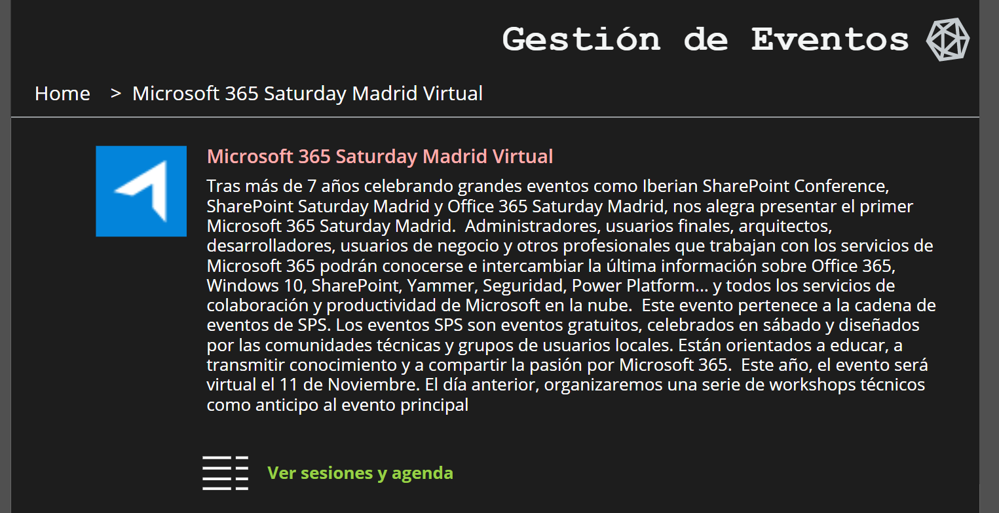 Gestión de Eventos
Home > Microsoft 365 Saturday Madrid Virtual
Microsoft 365 Saturday Madrid Virtual
Tras más de 7 años celebrando grandes eventos como Iberian SharePoint Conference,
SharePoint Saturday Madrid y Office 365 Saturday Madrid, nos alegra presentar el primer
Microsoft 365 Saturday Madrid.  Administradores, usuarios finales, arquitectos,
desarrolladores, usuarios de negocio y otros profesionales que trabajan con los servicios de
Microsoft 365 podrán conocerse e intercambiar la última información sobre Office 365,
Windows 10, SharePoint, Yammer, Seguridad, Power Platform... y todos los servicios de
colaboración y productividad de Microsoft en la nube.  Este evento pertenece a la cadena de
eventos de SPS. Los eventos SPS son eventos gratuitos, celebrados en sábado y diseñados
por las comunidades técnicas y grupos de usuarios locales. Están orientados a educar, a
transmitir conocimiento y a compartir la pasión por Microsoft 365.  Este año, el evento será
virtual el 11 de Noviembre. El día anterior, organizaremos una serie de workshops técnicos
como anticipo al evento principal
Ver sesiones y agenda